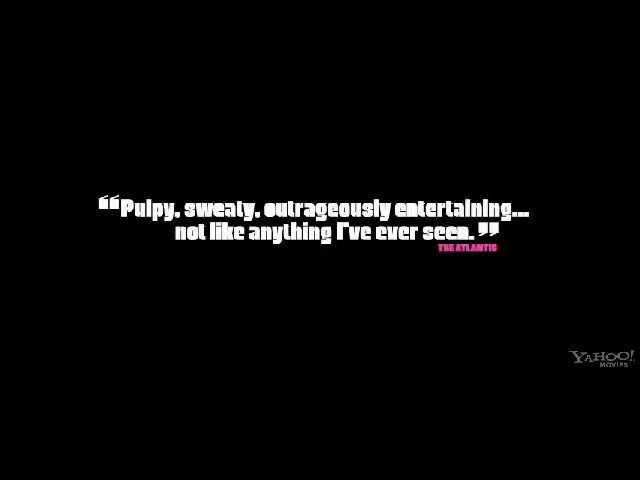 “Pulpy, sweaty, outrageously entertaining...
not like anything I've ever seen.”
THE ATLANTIC
YAHOO!
MOVIES